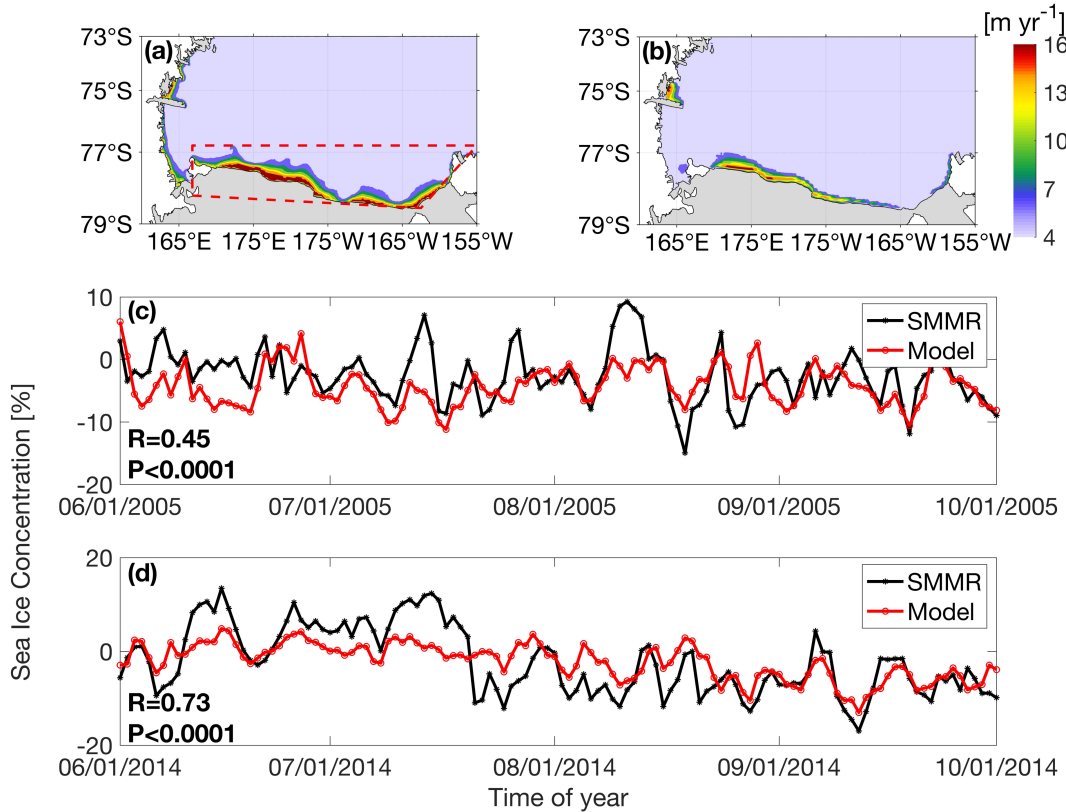 [m yr⁻¹]
(a)
73°S
75°S
77°S
79°S
165°E 175°E 175°W 165°W 155°W
(b)
73°S
75°S
77°S
79°S
165°E 175°E 175°W 165°W 155°W
16
13
10
7
4
Sea Ice Concentration [%]
(c)
10
0
-10
-20
SMMR
Model
R=0.45
P<0.0001
06/01/2005 07/01/2005 08/01/2005 09/01/2005 10/01/2005
(d)
20
0
-20
SMMR
Model
R=0.73
P<0.0001
06/01/2014 07/01/2014 08/01/2014 09/01/2014 10/01/2014
Time of year